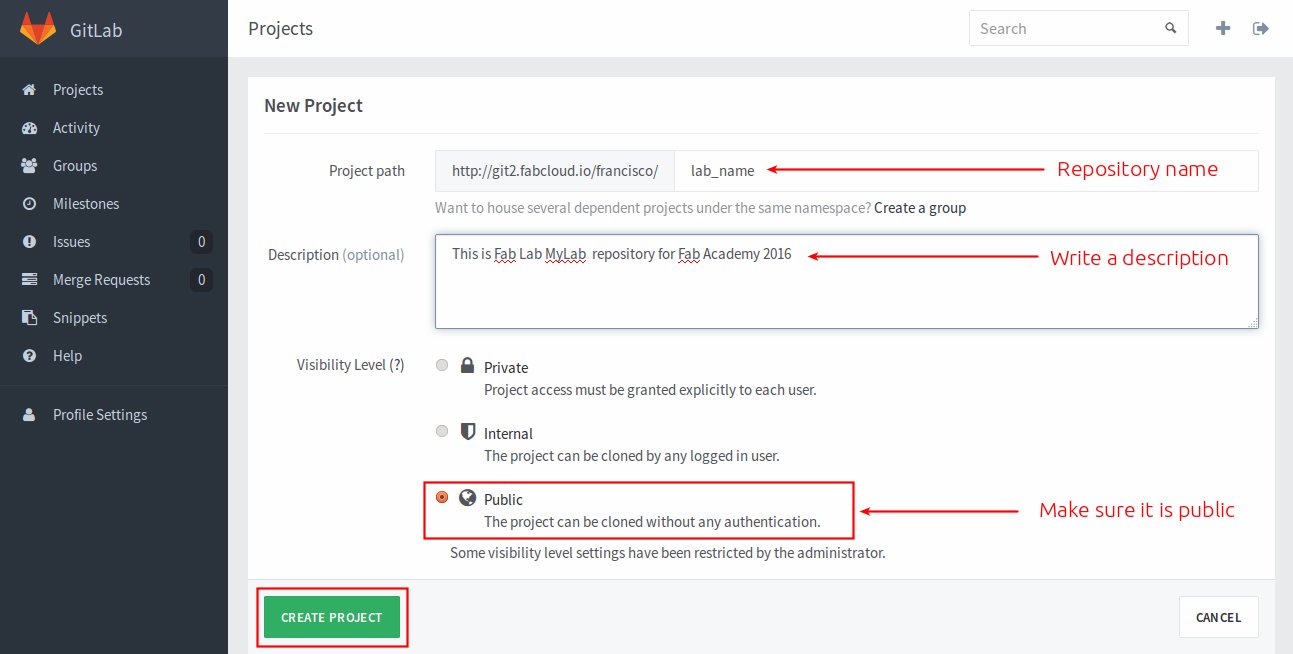 GitLab
Projects
Search
Projects
Activity
Groups
Milestones
Issues 0
Merge Requests 0
Snippets
Help
Profile Settings
New Project
Project path http://git2.fabcloud.io/francisco/ lab_name Repository name
Want to house several dependent projects under the same namespace? Create a group
Description (optional) This is Fab Lab MyLab repository for Fab Academy 2016 Write a description
Visibility Level (?) Private
Project access must be granted explicitly to each user.
Internal
The project can be cloned by any logged in user.
Public
The project can be cloned without any authentication.
Make sure it is public
Some visibility level settings have been restricted by the administrator.
CREATE PROJECT CANCEL